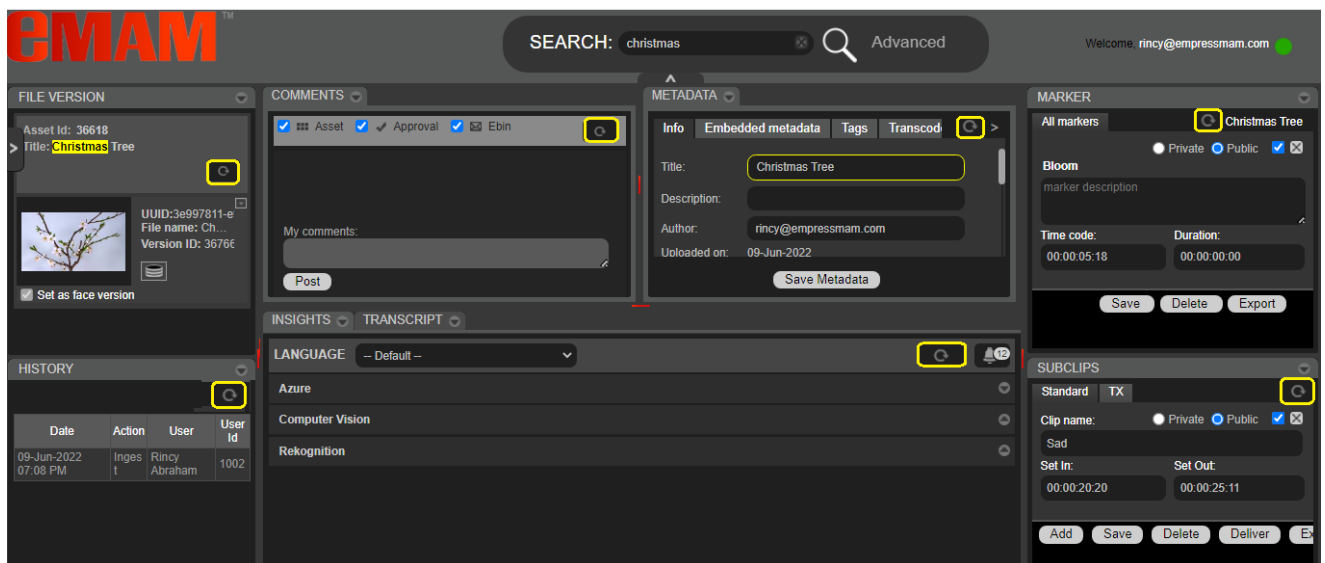 eMAM™
SEARCH: christmas Advanced
Welcome, rincy@empressmam.com
FILE VERSION
Asset Id: 36618
Title: Christmas Tree
UUID:3e997811-e
File name: Ch...
Version ID: 36766
Set as face version
HISTORY
Date Action User User Id
09-Jun-2022 Inges Rincy 1002
07:08 PM t Abraham
COMMENTS
Asset Approval Ebin
My comments:
Post
METADATA
Info Embedded metadata Tags Transcod
Title: Christmas Tree
Description:
Author: rincy@empressmam.com
Uploaded on: 09-Jun-2022
Save Metadata
INSIGHTS TRANSCRIPT
LANGUAGE -- Default -- 12
Azure
Computer Vision
Rekognition
MARKER
All markers Christmas Tree
Private Public
Bloom
marker description
Time code: Duration:
00:00:05:18 00:00:00:00
Save Delete Export
SUBCLIPS
Standard TX
Clip name: Private Public
Sad
Set In: Set Out:
00:00:20:20 00:00:25:11
Add Save Delete Deliver Ex